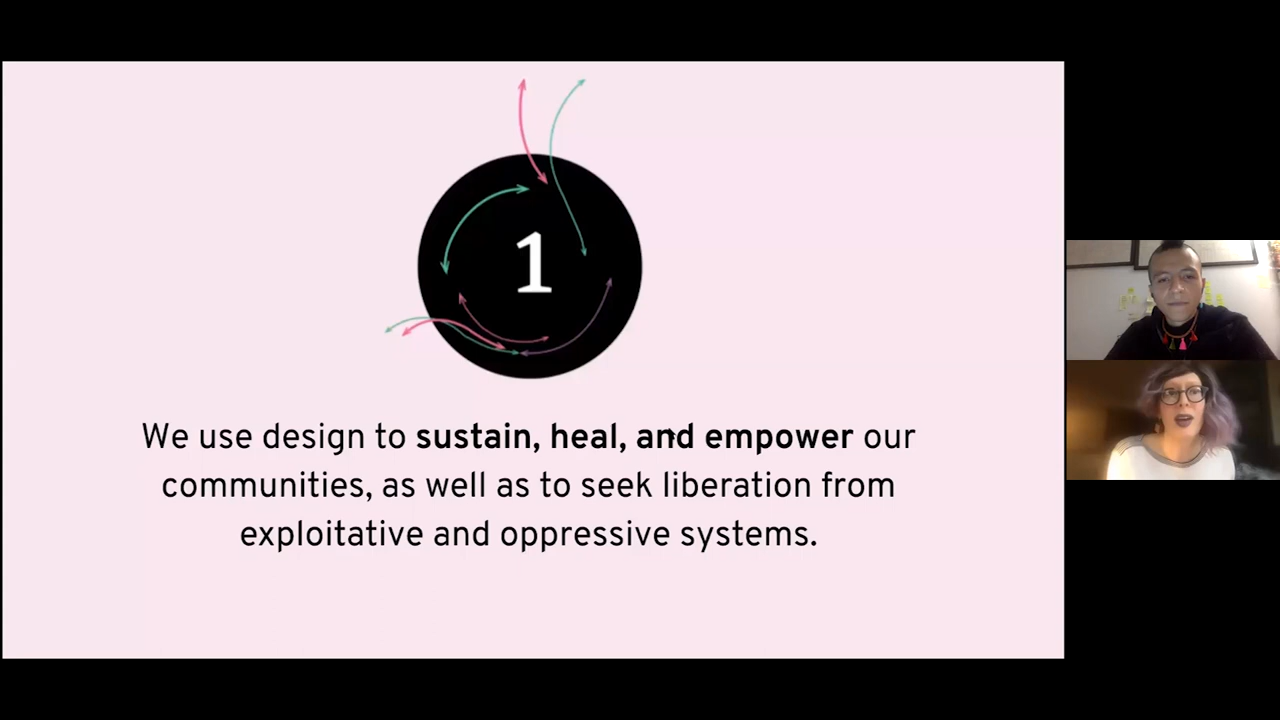 1
We use design to sustain, heal, and empower our
communities, as well as to seek liberation from
exploitative and oppressive systems.